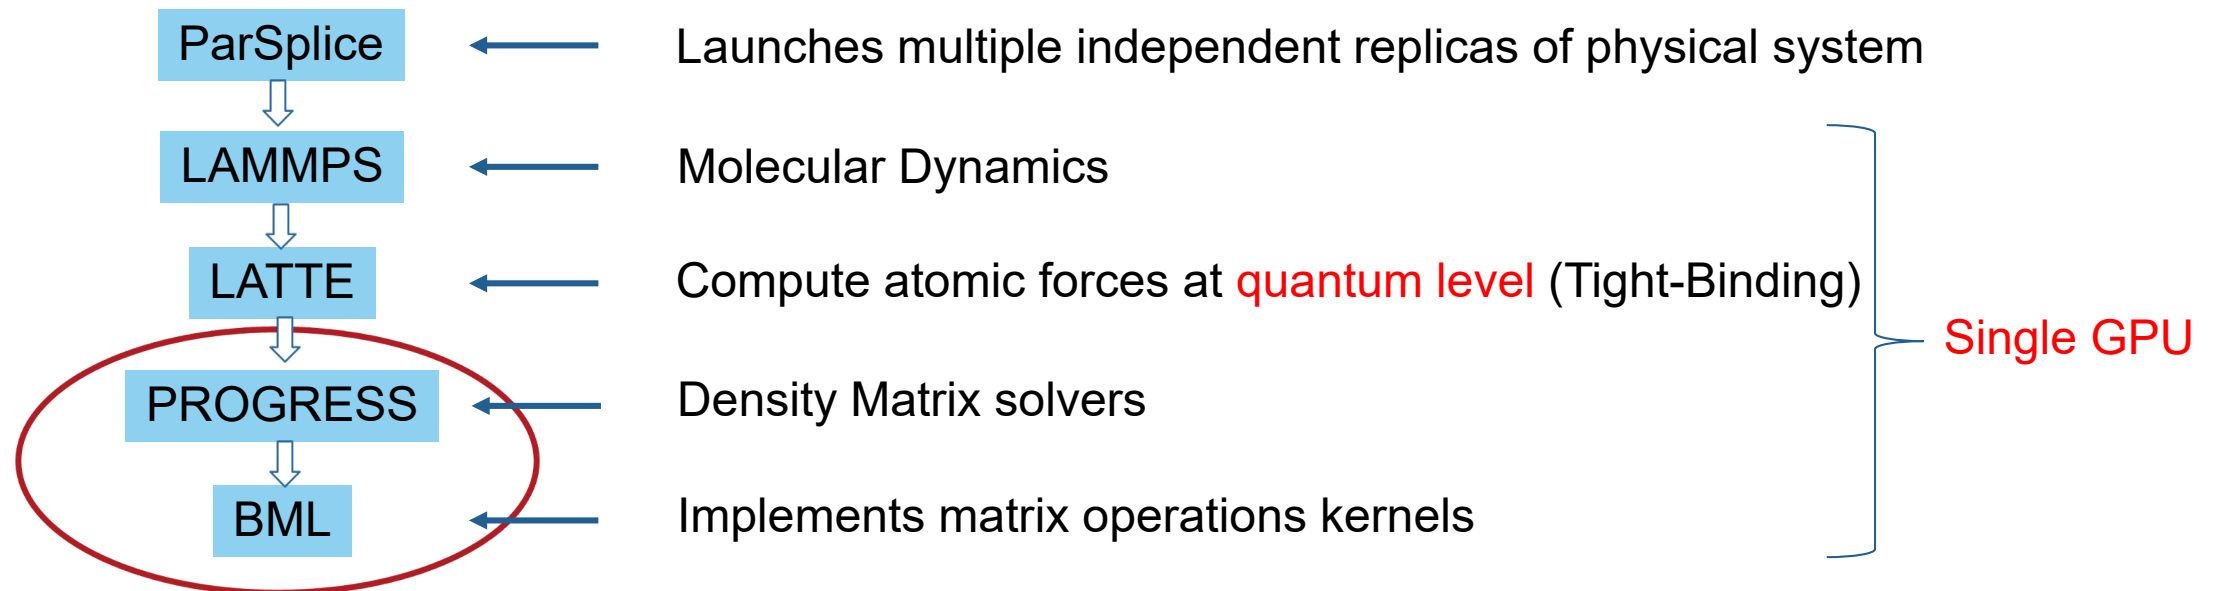 ParSplice
Launches multiple independent replicas of physical system
LAMMPS
Molecular Dynamics
LATTE
Compute atomic forces at quantum level (Tight-Binding)
Single GPU
PROGRESS
Density Matrix solvers
BML
Implements matrix operations kernels